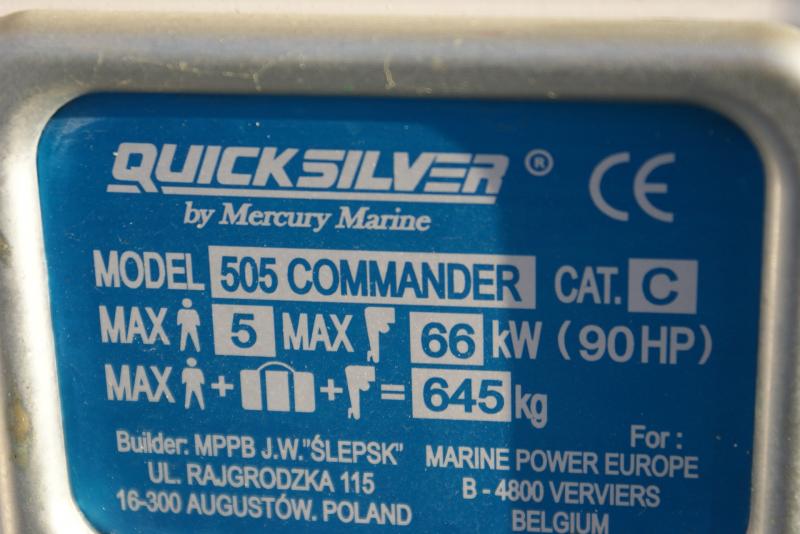 QUICKSILVER ® CE
by Mercury Marine
MODEL 505 COMMANDER CAT. C
MAX 5 MAX 66 kW (90HP)
MAX + + = 645 kg
Builder: MPPB J.W."ŚLEPSK"
UL. RAJGRODZKA 115
16-300 AUGUSTÓW. POLAND
For :
MARINE POWER EUROPE
B - 4800 VERVIERS
BELGIUM